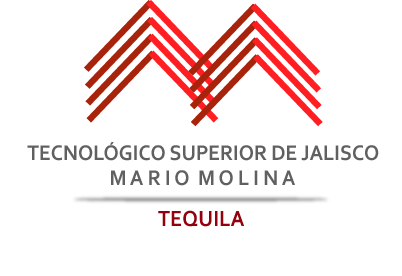 TECNOLÓGICO SUPERIOR DE JALISCO
MARIO MOLINA
TEQUILA